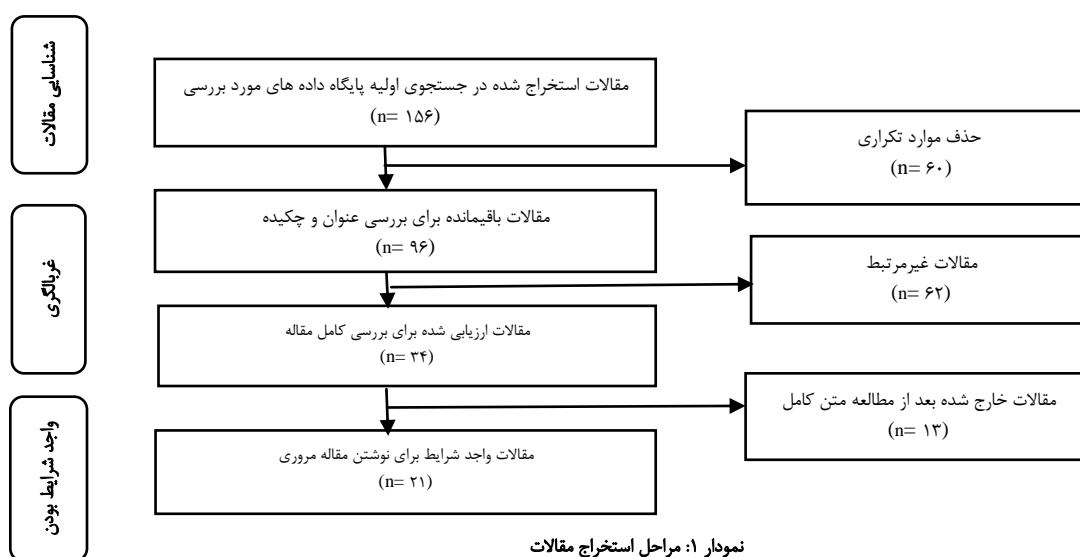 شناسایی مقالات
مقالات استخراج شده در جستجوی اولیه پایگاه داده های مورد بررسی
(n= ۱۵۶)
حذف موارد تکراری
(n= ۶۰)
غربالگری
مقالات باقیمانده برای بررسی عنوان و چکیده
(n= ۹۶)
مقالات غیرمرتبط
(n= ۶۲)
مقالات ارزیابی شده برای بررسی کامل مقاله
(n= ۳۴)
مقالات خارج شده بعد از مطالعه متن کامل
(n= ۱۳)
واجد شرایط بودن
مقالات واجد شرایط برای نوشتن مقاله مروری
(n= ۲۱)
نمودار ۱: مراحل استخراج مقالات